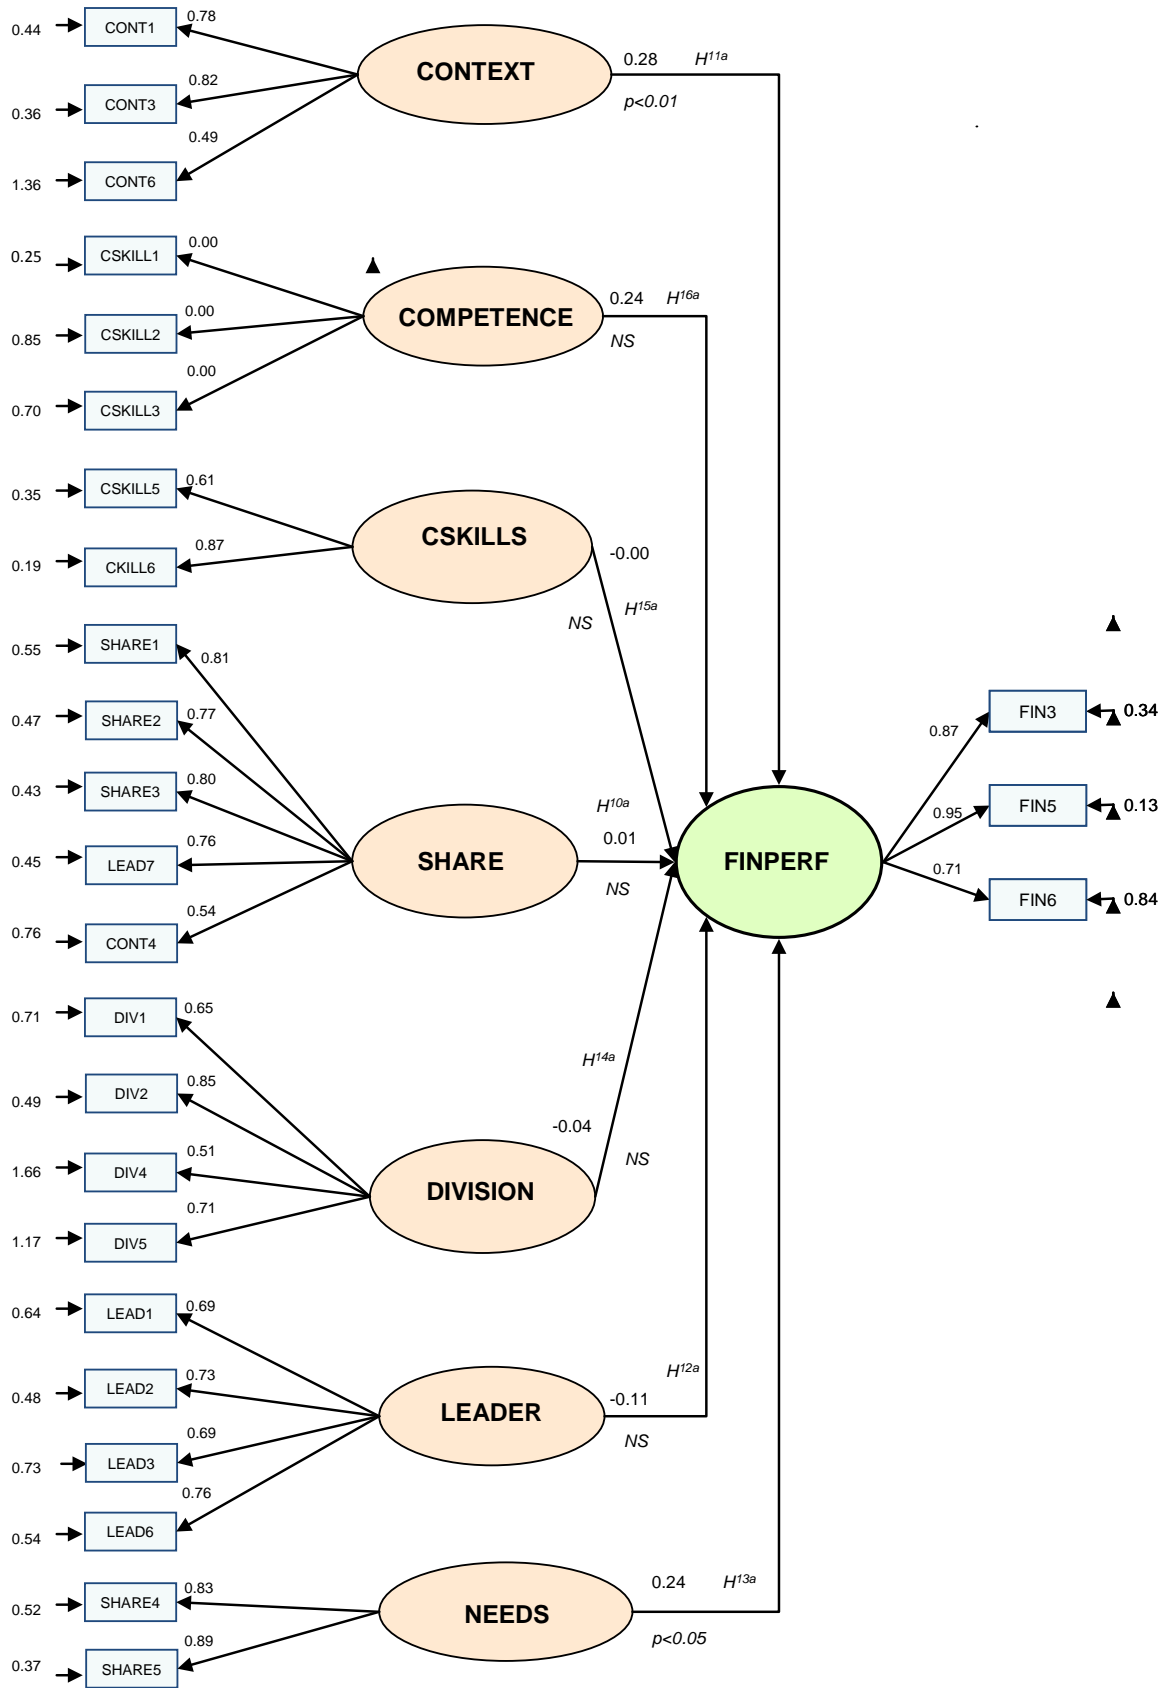 0.44 CONT1 0.78
0.36 CONT3 0.82
1.36 CONT6 0.49
CONTEXT
0.28 H11a
p<0.01
0.25 CSKILL1 0.00
0.85 CSKILL2 0.00
0.70 CSKILL3 0.00
COMPETENCE
0.24 H16a
NS
0.35 CSKILL5 0.61
0.19 CKILL6 0.87
CSKILLS
-0.00
NS H15a
0.55 SHARE1 0.81
0.47 SHARE2 0.77
0.43 SHARE3 0.80
0.45 LEAD7 0.76
0.76 CONT4 0.54
SHARE
H10a
0.01
NS
FINPERF
0.87 FIN3 0.34
0.95 FIN5 0.13
0.71 FIN6 0.84
0.71 DIV1 0.65
0.49 DIV2 0.85
1.66 DIV4 0.51
1.17 DIV5 0.71
DIVISION
H14a
-0.04
NS
0.64 LEAD1 0.69
0.48 LEAD2 0.73
0.73 LEAD3 0.69
0.54 LEAD6 0.76
LEADER
H12a
-0.11
NS
0.52 SHARE4 0.83
0.37 SHARE5 0.89
NEEDS
0.24 H13a
p<0.05